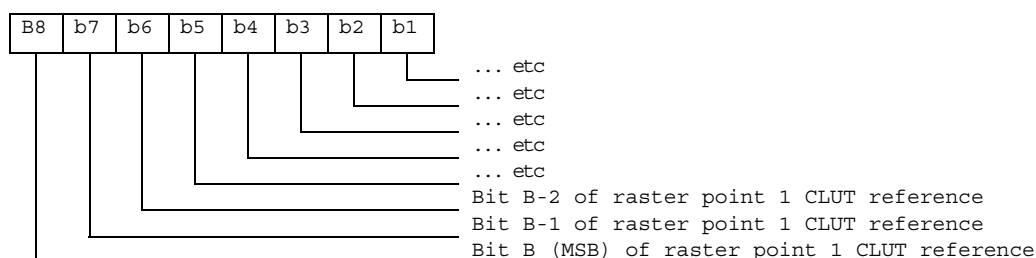 B8 b7 b6 b5 b4 b3 b2 b1
... etc
... etc
... etc
... etc
... etc
Bit B-2 of raster point 1 CLUT reference
Bit B-1 of raster point 1 CLUT reference
Bit B (MSB) of raster point 1 CLUT reference